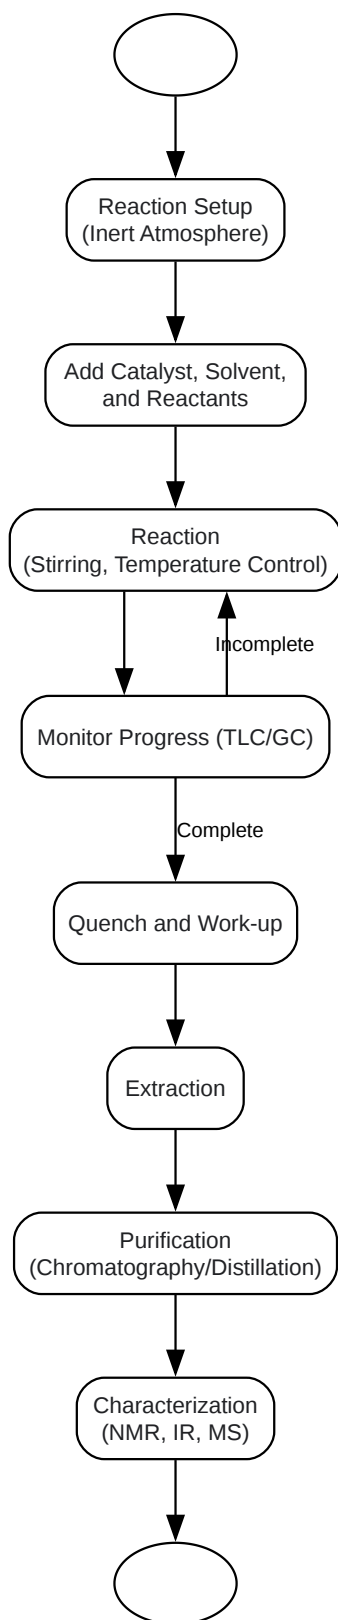 Reaction Setup
(Inert Atmosphere)
Add Catalyst, Solvent,
and Reactants
Reaction
(Stirring, Temperature Control)
Incomplete
Monitor Progress (TLC/GC)
Complete
Quench and Work-up
Extraction
Purification
(Chromatography/Distillation)
Characterization
(NMR, IR, MS)